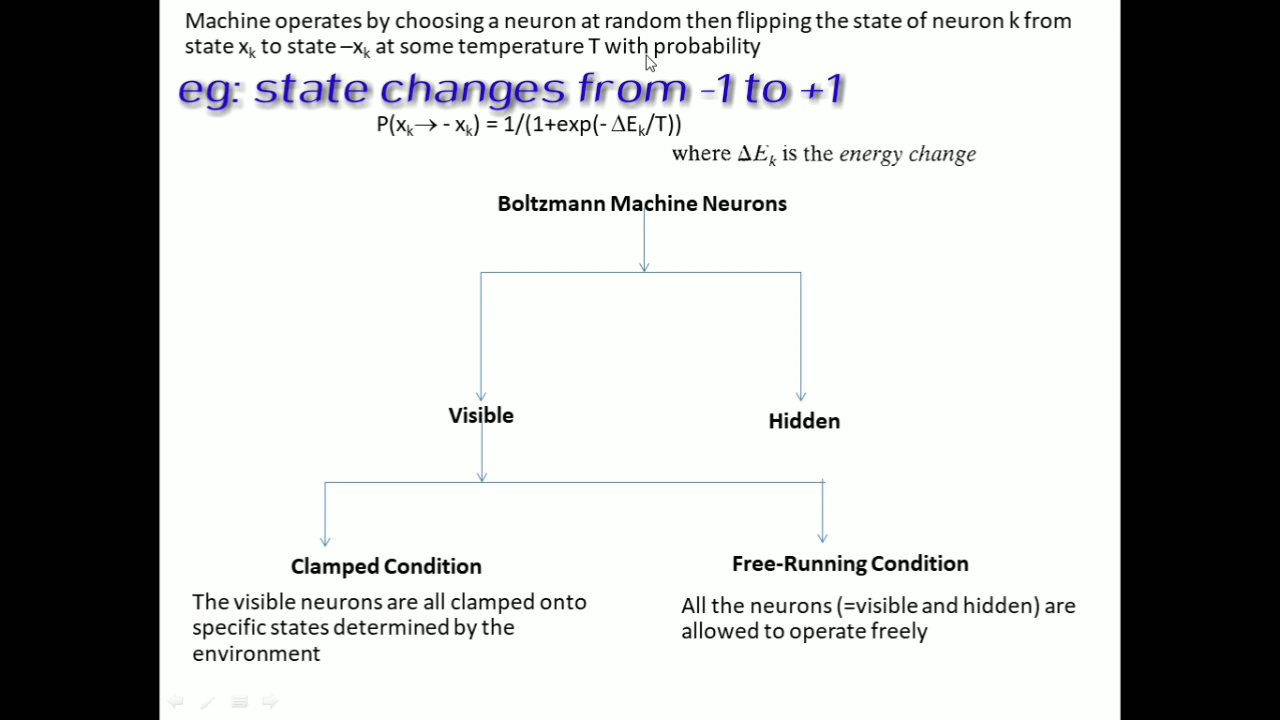 Machine operates by choosing a neuron at random then flipping the state of neuron k from
state xₖ to state –xₖ at some temperature T with probability
eg: state changes from -1 to +1
P(xₖ→ - xₖ) = 1/(1+exp(- ΔEₖ/T))
where ΔEₖ is the energy change
Boltzmann Machine Neurons
Visible
Hidden
Clamped Condition
The visible neurons are all clamped onto
specific states determined by the
environment
Free-Running Condition
All the neurons (=visible and hidden) are
allowed to operate freely